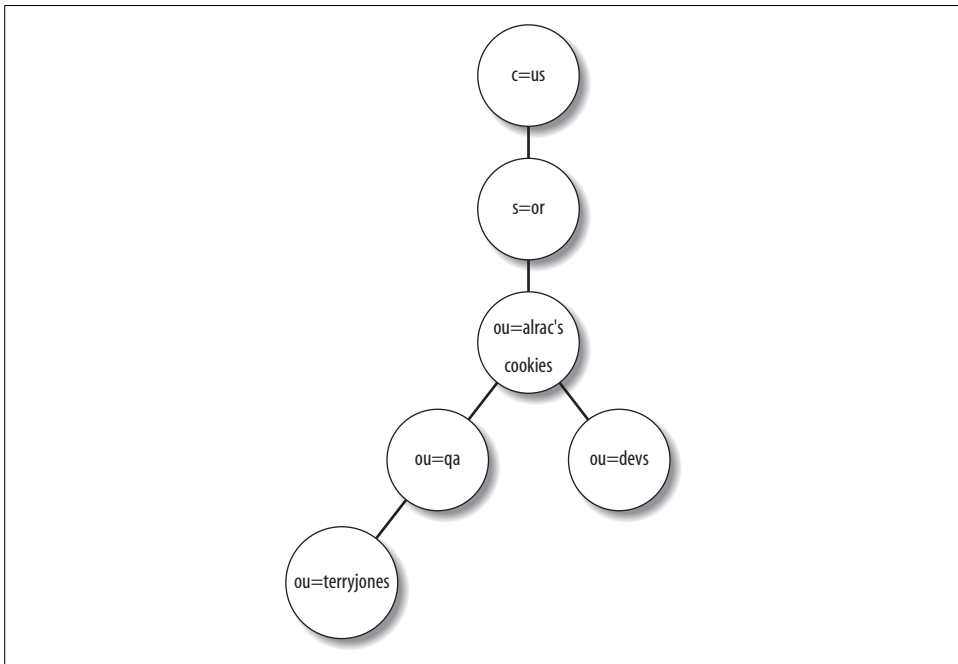 c=us
s=or
ou=alrac's
cookies
ou=qa
ou=devs
ou=terryjones